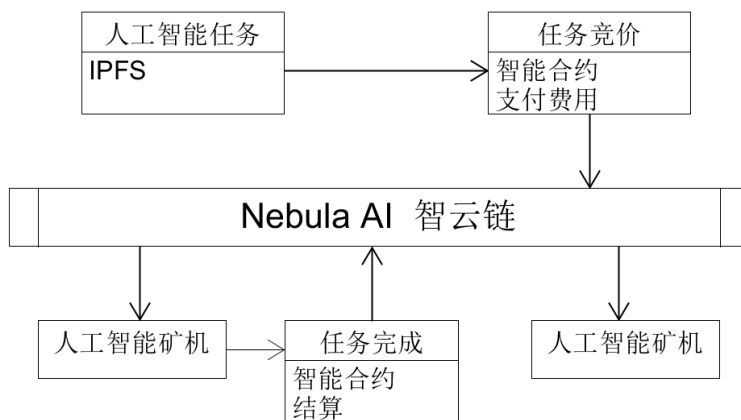 人工智能任务
IPFS
任务竞价
智能合约
支付费用
Nebula AI 智云链
人工智能矿机
任务完成
智能合约
结算
人工智能矿机